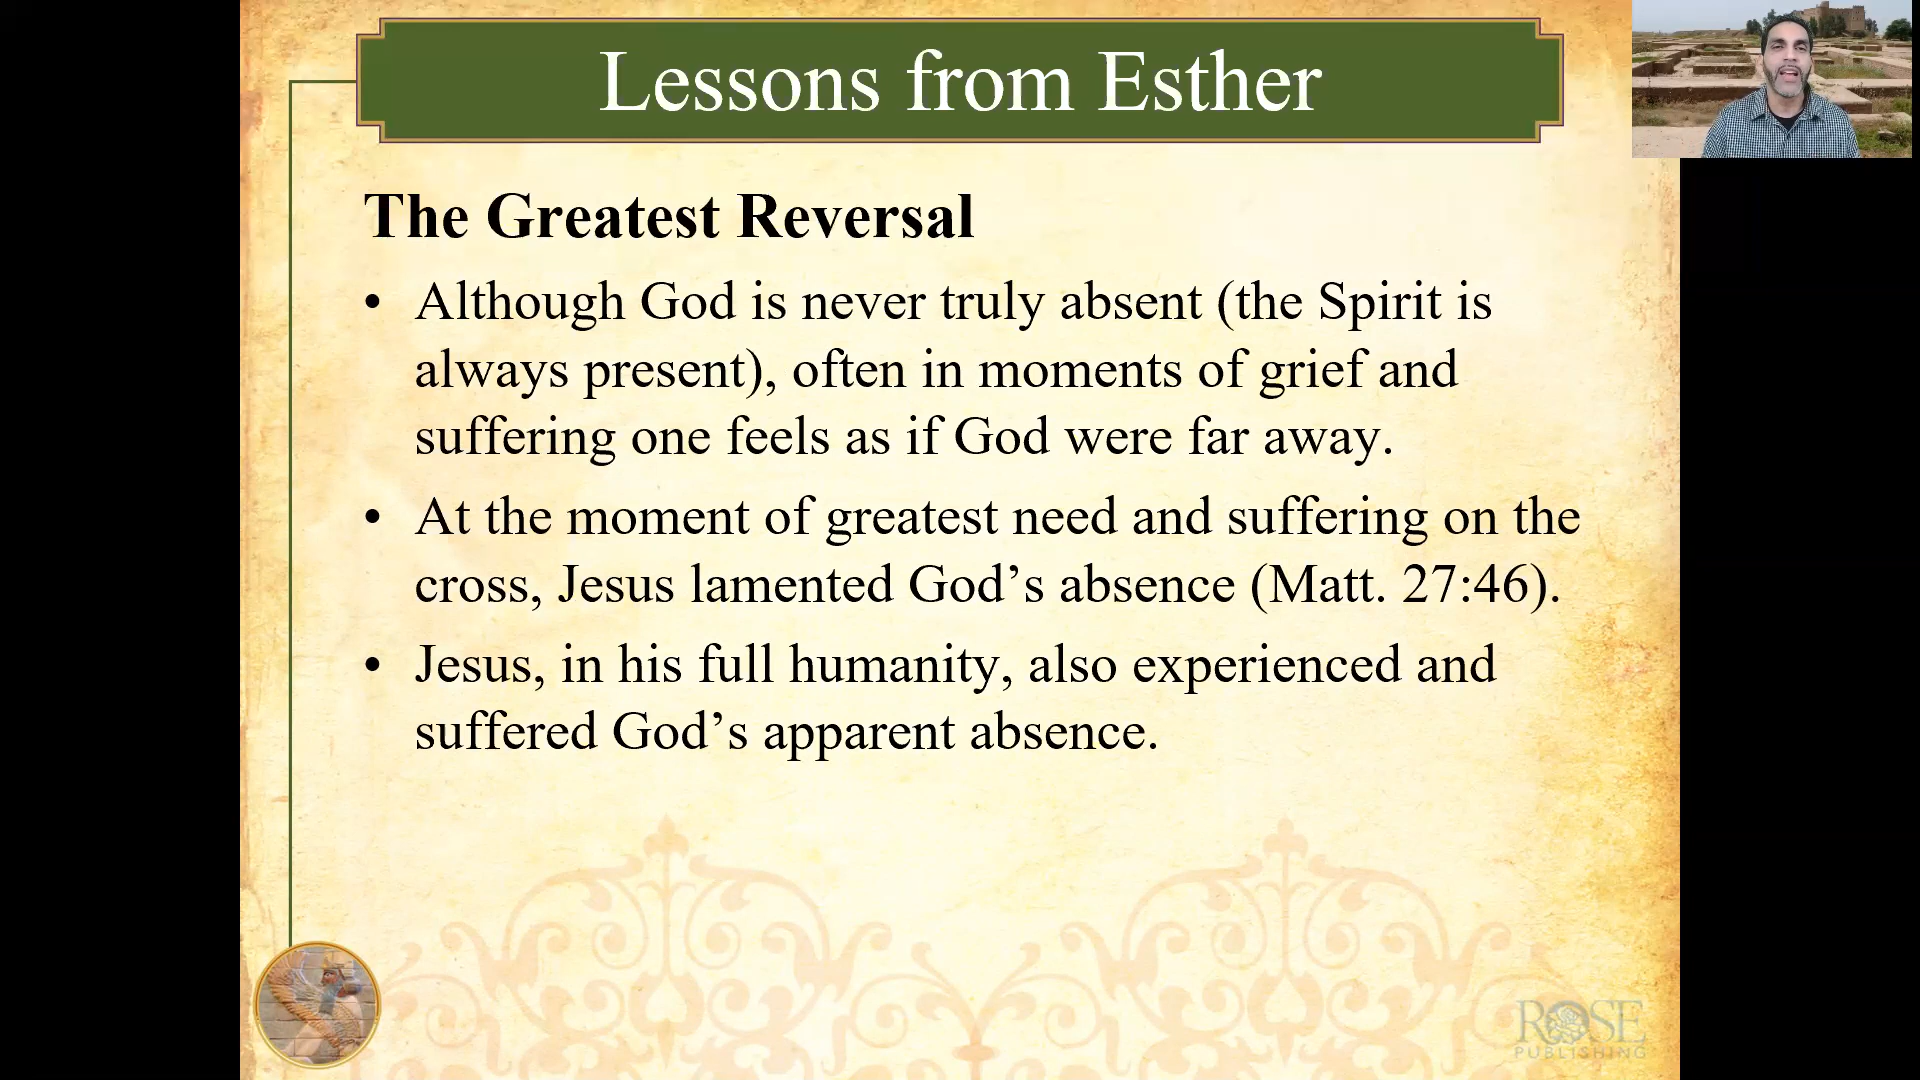 Lessons from Esther
The Greatest Reversal
• Although God is never truly absent (the Spirit is
always present), often in moments of grief and
suffering one feels as if God were far away.
• At the moment of greatest need and suffering on the
cross, Jesus lamented God’s absence (Matt. 27:46).
• Jesus, in his full humanity, also experienced and
suffered God’s apparent absence.
ROSE
PUBLISHING